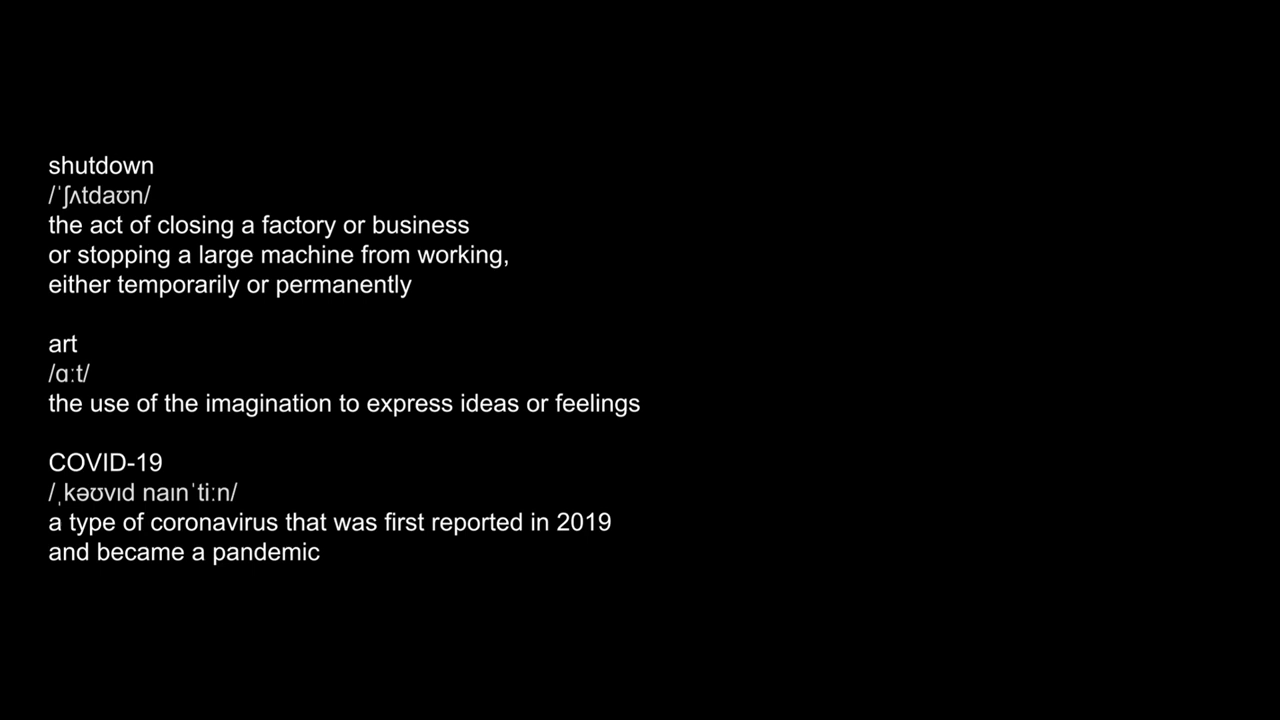 shutdown
/ˈʃʌtdaʊn/
the act of closing a factory or business
or stopping a large machine from working,
either temporarily or permanently
art
/ɑːt/
the use of the imagination to express ideas or feelings
COVID-19
/ˌkəʊvɪd naɪnˈtiːn/
a type of coronavirus that was first reported in 2019
and became a pandemic